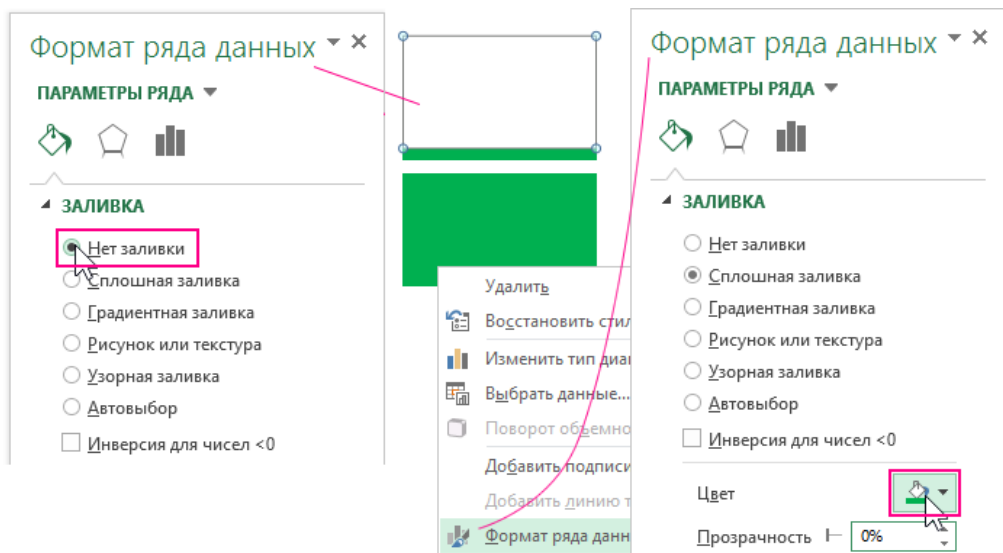 Формат ряда данных
ПАРАМЕТРЫ РЯДА
ЗАЛИВКА
Нет заливки
Сплошная заливка
Градиентная заливка
Рисунок или текстура
Узорная заливка
Автовыбор
Инверсия для чисел <0
Удалить
Восстановить стил
Изменить тип диа
Выбрать данные...
Поворот объемно
Добавить подписи
Добавить линию т
Формат ряда данн
Формат ряда данных
ПАРАМЕТРЫ РЯДА
ЗАЛИВКА
Нет заливки
Сплошная заливка
Градиентная заливка
Рисунок или текстура
Узорная заливка
Автовыбор
Инверсия для чисел <0
Цвет
Прозрачность 0%